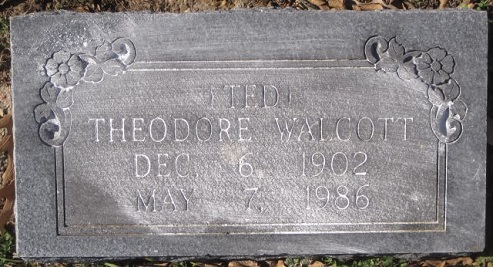 (TED)
THEODORE WALCOTT
DEC. 6, 1902
MAY 7, 1986